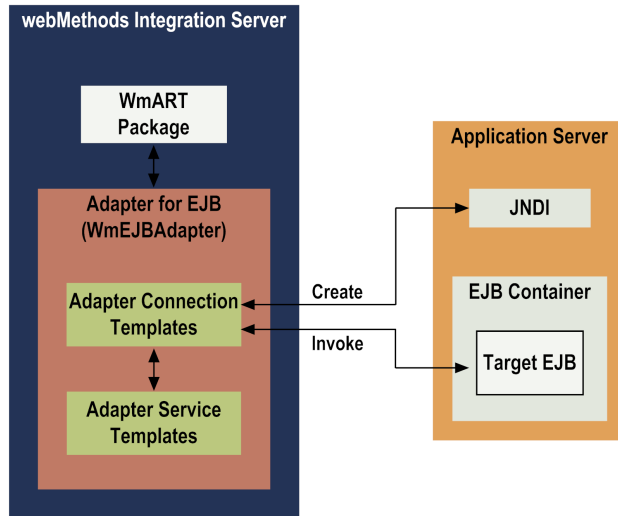 webMethods Integration Server
WmART
Package
Adapter for EJB
(WmEJBAdapter)
Adapter Connection
Templates
Adapter Service
Templates
Create
Invoke
Application Server
JNDI
EJB Container
Target EJB